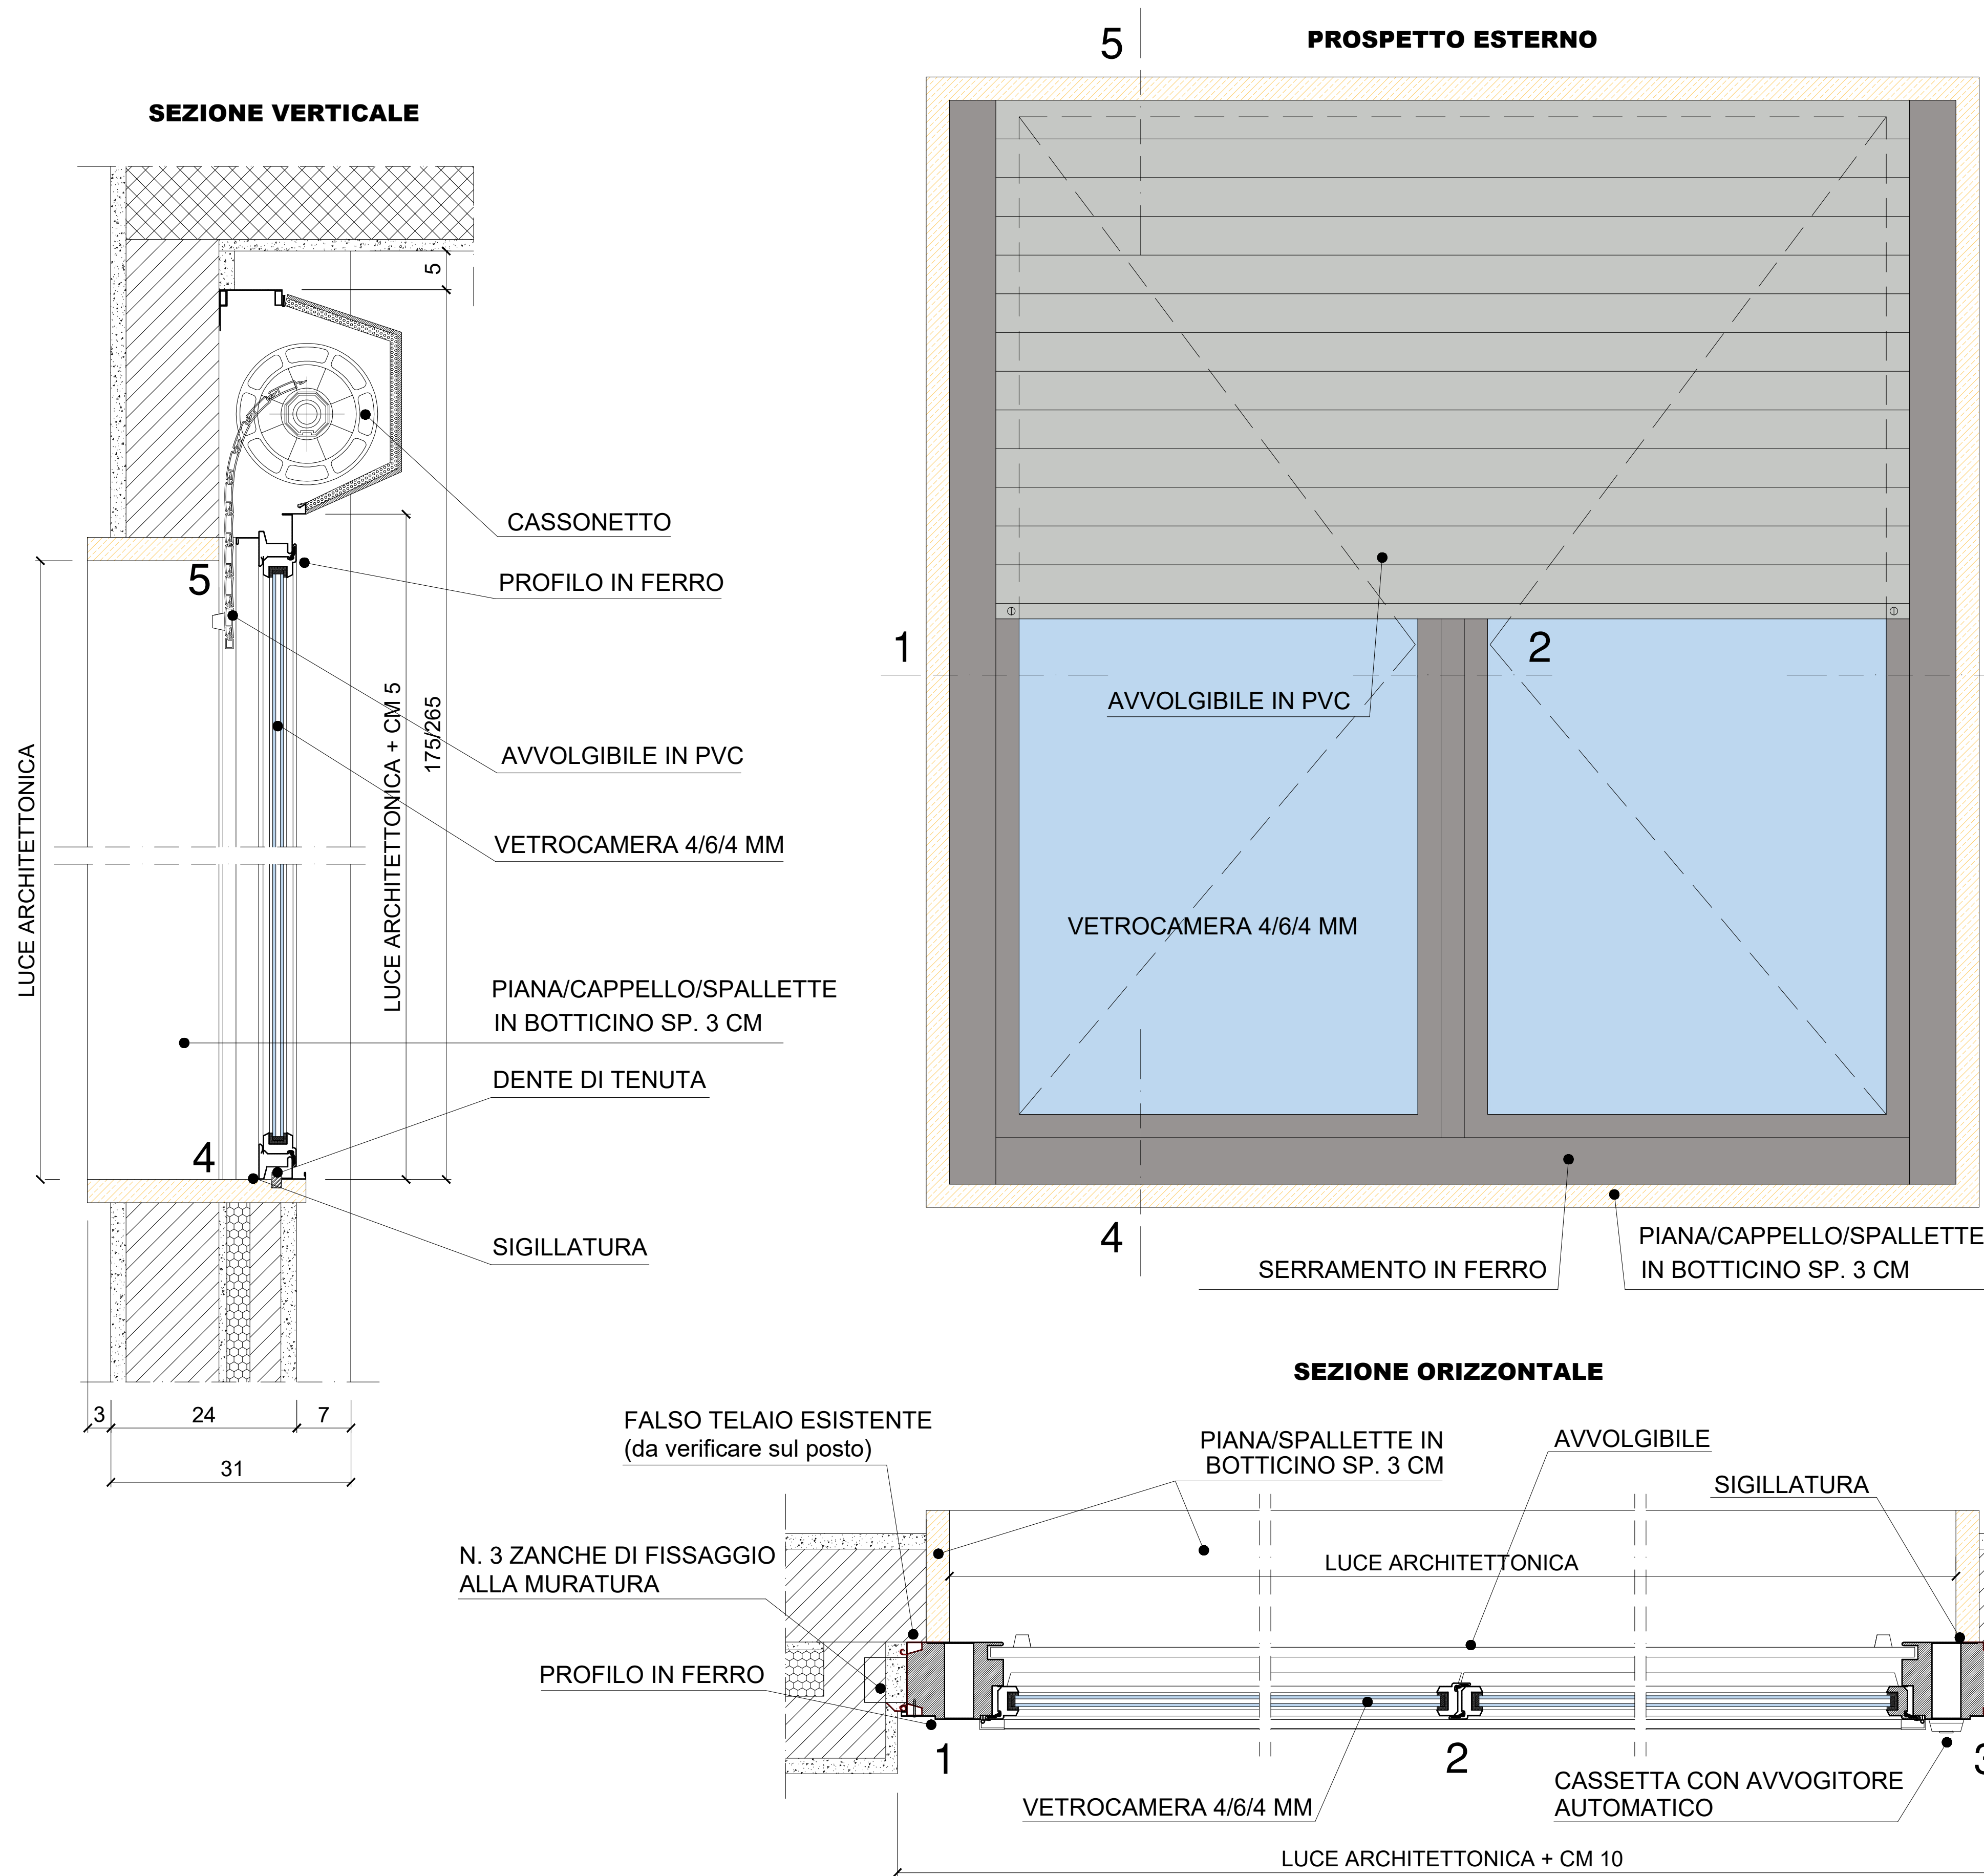 SEZIONE VERTICALE
5
CASSONETTO
5
PROFILO IN FERRO
LUCE ARCHITETTONICA
LUCE ARCHITETTONICA + CM 5
175/265
AVVOLGIBILE IN PVC
VETROCAMERA 4/6/4 MM
PIANA/CAPPELLO/SPALLETTE
IN BOTTICINO SP. 3 CM
DENTE DI TENUTA
4
SIGILLATURA
3
24
7
31
PROSPETTO ESTERNO
5
1
2
AVVOLGIBILE IN PVC
VETROCAMERA 4/6/4 MM
4
SERRAMENTO IN FERRO
PIANA/CAPPELLO/SPALLETTE
IN BOTTICINO SP. 3 CM
SEZIONE ORIZZONTALE
FALSO TELAIO ESISTENTE
(da verificare sul posto)
PIANA/SPALLETTE IN
BOTTICINO SP. 3 CM
AVVOLGIBILE
SIGILLATURA
N. 3 ZANCHE DI FISSAGGIO
ALLA MURATURA
LUCE ARCHITETTONICA
PROFILO IN FERRO
1
2
3
VETROCAMERA 4/6/4 MM
CASSETTA CON AVVOGITORE
AUTOMATICO
LUCE ARCHITETTONICA + CM 10